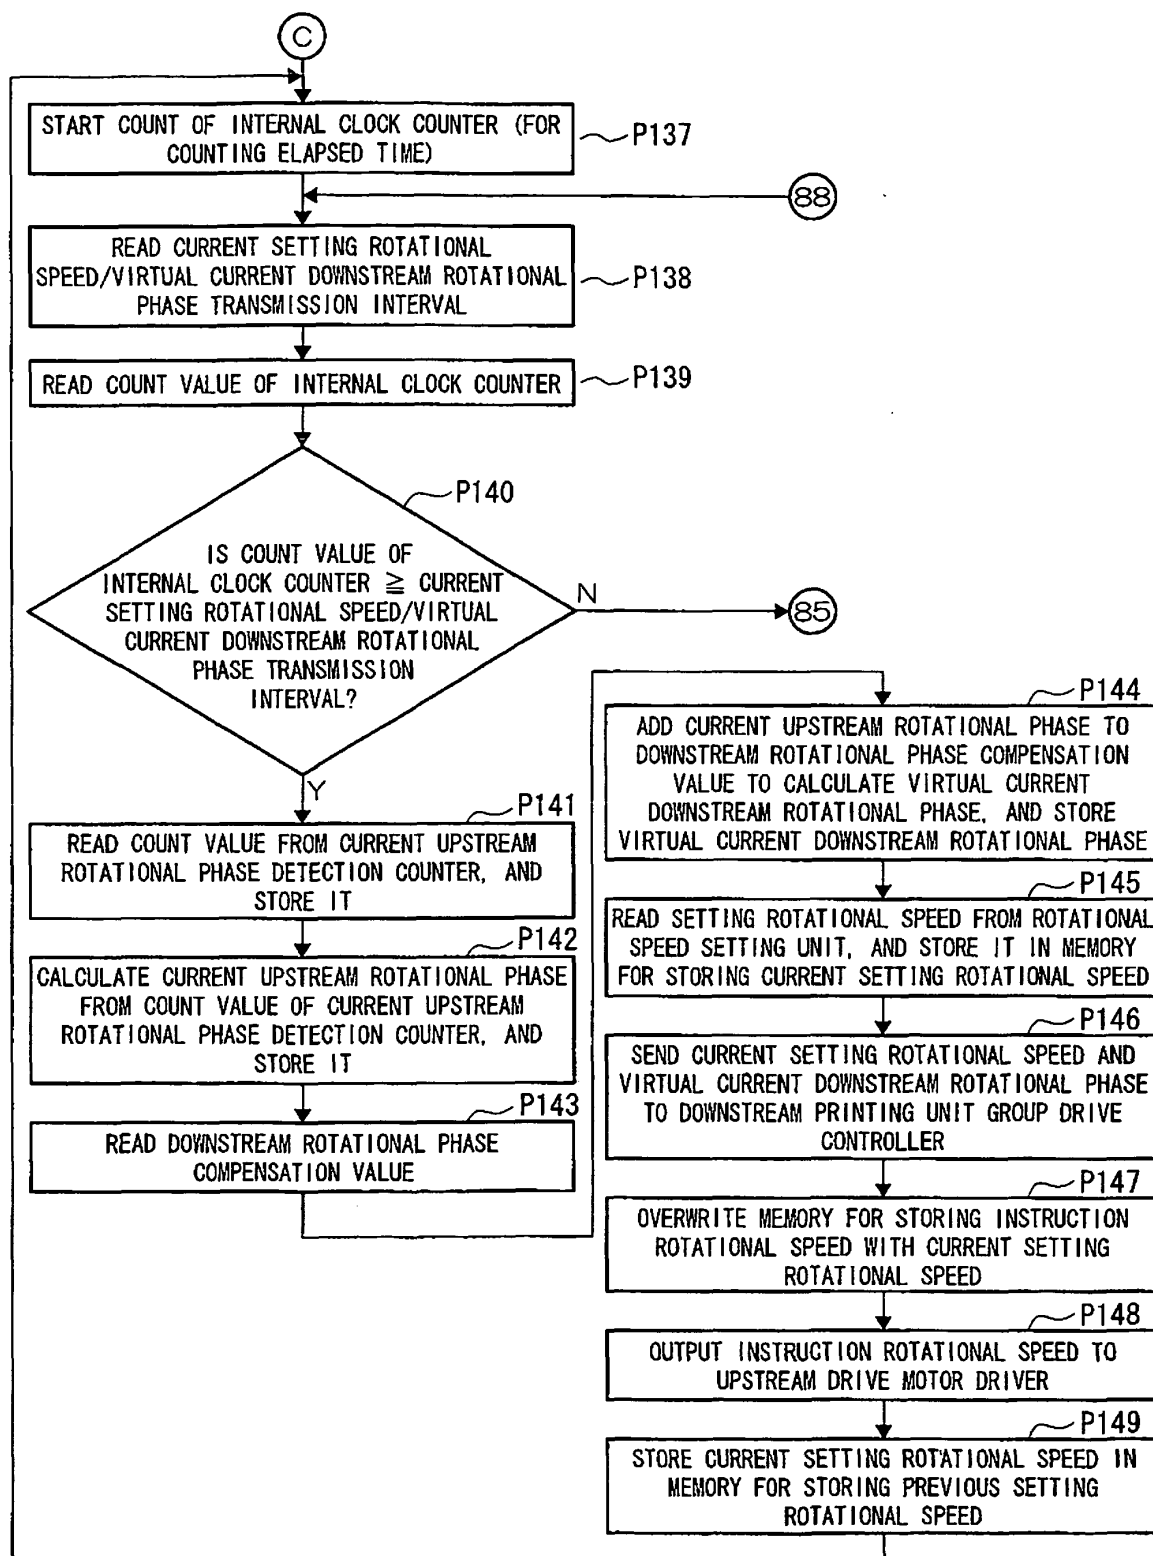 C
START COUNT OF INTERNAL CLOCK COUNTER (FOR
COUNTING ELAPSED TIME)
P137
88
READ CURRENT SETTING ROTATIONAL
SPEED/VIRTUAL CURRENT DOWNSTREAM ROTATIONAL
PHASE TRANSMISSION INTERVAL
P138
READ COUNT VALUE OF INTERNAL CLOCK COUNTER
P139
P140
IS COUNT VALUE OF
INTERNAL CLOCK COUNTER ≧ CURRENT
SETTING ROTATIONAL SPEED/VIRTUAL
CURRENT DOWNSTREAM ROTATIONAL
PHASE TRANSMISSION
INTERVAL?
N
85
Y
P141
READ COUNT VALUE FROM CURRENT UPSTREAM
ROTATIONAL PHASE DETECTION COUNTER, AND
STORE IT
P142
CALCULATE CURRENT UPSTREAM ROTATIONAL PHASE
FROM COUNT VALUE OF CURRENT UPSTREAM
ROTATIONAL PHASE DETECTION COUNTER, AND
STORE IT
P143
READ DOWNSTREAM ROTATIONAL PHASE
COMPENSATION VALUE
P144
ADD CURRENT UPSTREAM ROTATIONAL PHASE TO
DOWNSTREAM ROTATIONAL PHASE COMPENSATION
VALUE TO CALCULATE VIRTUAL CURRENT
DOWNSTREAM ROTATIONAL PHASE, AND STORE
VIRTUAL CURRENT DOWNSTREAM ROTATIONAL PHASE
P145
READ SETTING ROTATIONAL SPEED FROM ROTATIONAL
SPEED SETTING UNIT, AND STORE IT IN MEMORY
FOR STORING CURRENT SETTING ROTATIONAL SPEED
P146
SEND CURRENT SETTING ROTATIONAL SPEED AND
VIRTUAL CURRENT DOWNSTREAM ROTATIONAL PHASE
TO DOWNSTREAM PRINTING UNIT GROUP DRIVE
CONTROLLER
P147
OVERWRITE MEMORY FOR STORING INSTRUCTION
ROTATIONAL SPEED WITH CURRENT SETTING
ROTATIONAL SPEED
P148
OUTPUT INSTRUCTION ROTATIONAL SPEED TO
UPSTREAM DRIVE MOTOR DRIVER
P149
STORE CURRENT SETTING ROTATIONAL SPEED IN
MEMORY FOR STORING PREVIOUS SETTING
ROTATIONAL SPEED